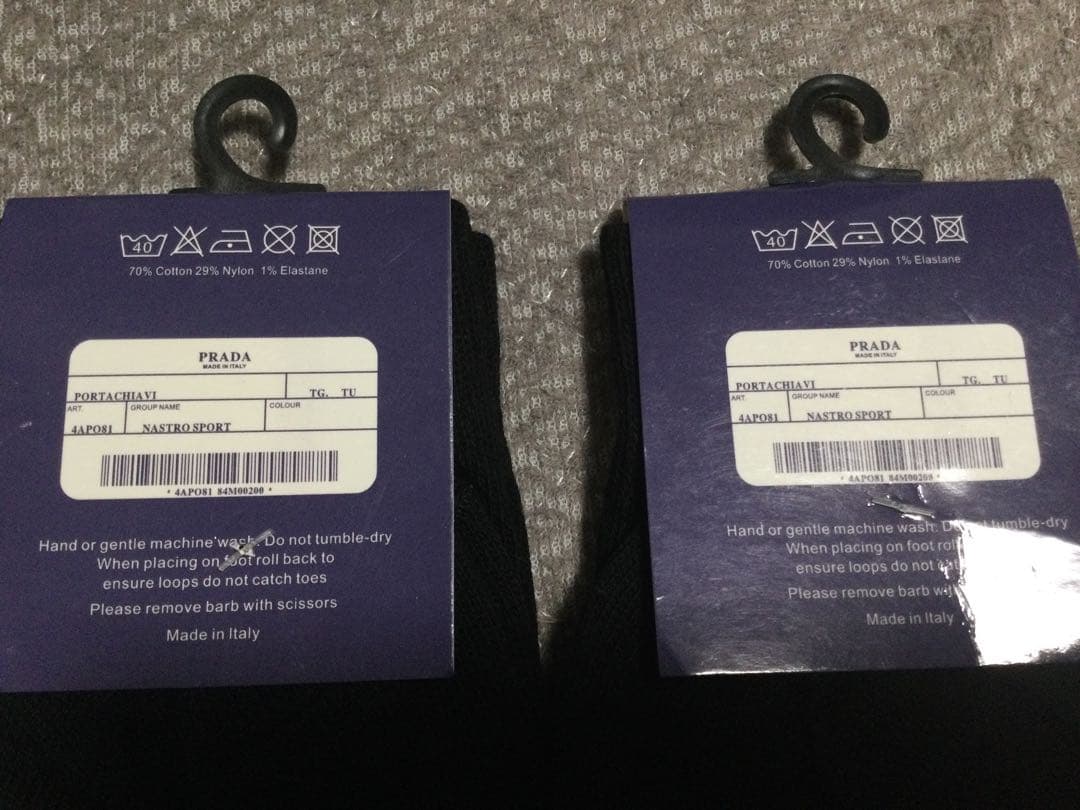 40
70% Cotton 29% Nylon 1% Elastane
PRADA
MADE IN ITALY
PORTACHIAVI TG. TU
ART. GROUP NAME COLOUR
4APO81 NASTRO SPORT
* 4APO81 84M00200 *
Hand or gentle machine wash. Do not tumble-dry
When placing on foot roll back to
ensure loops do not catch toes
Please remove barb with scissors
Made in Italy
40
70% Cotton 29% Nylon 1% Elastane
PRADA
MADE IN ITALY
PORTACHIAVI TG. TU
ART. GROUP NAME COLOUR
4APO81 NASTRO SPORT
* 4APO81 84M00200 *
Hand or gentle machine wash. Do not tumble-dry
When placing on foot roll
ensure loops do not
Please remove barb
Made in Italy